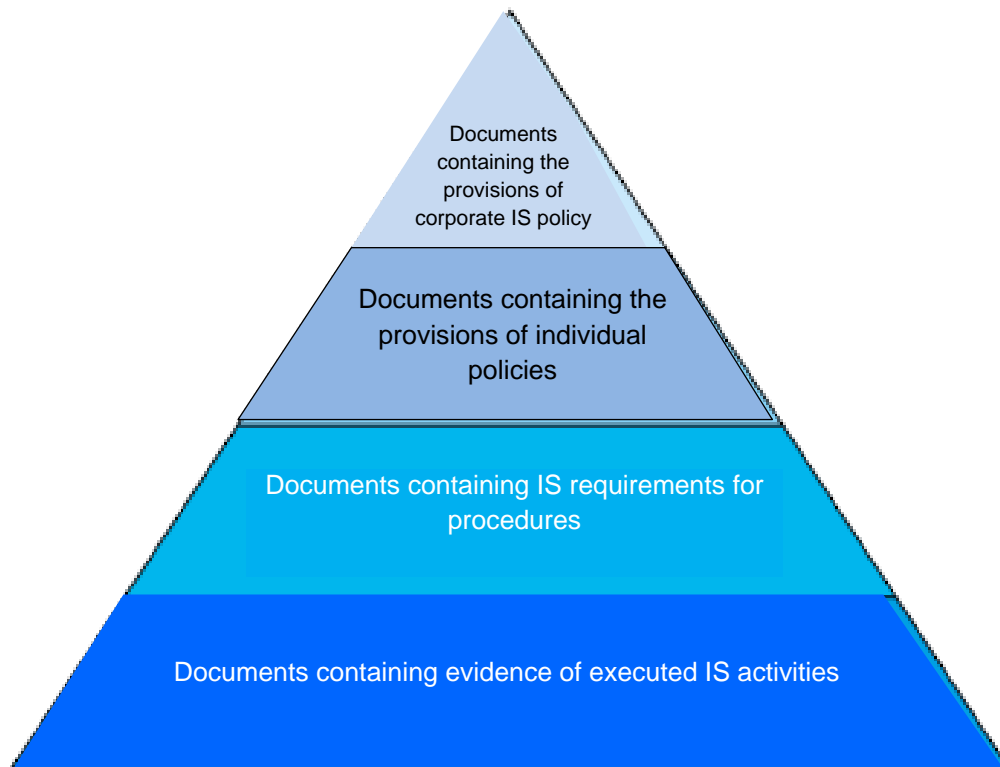 Documents
containing the
provisions of
corporate IS policy
Documents containing the
provisions of individual
policies
Documents containing IS requirements for
procedures
Documents containing evidence of executed IS activities